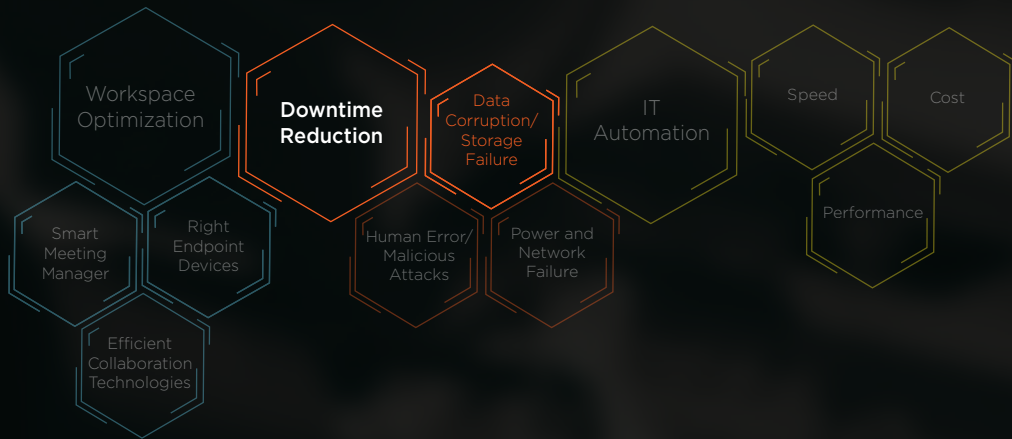 Workspace
Optimization
Downtime
Reduction
Data
Corruption/
Storage
Failure
IT
Automation
Speed
Cost
Smart
Meeting
Manager
Right
Endpoint
Devices
Human Error/
Malicious
Attacks
Power and
Network
Failure
Performance
Efficient
Collaboration
Technologies